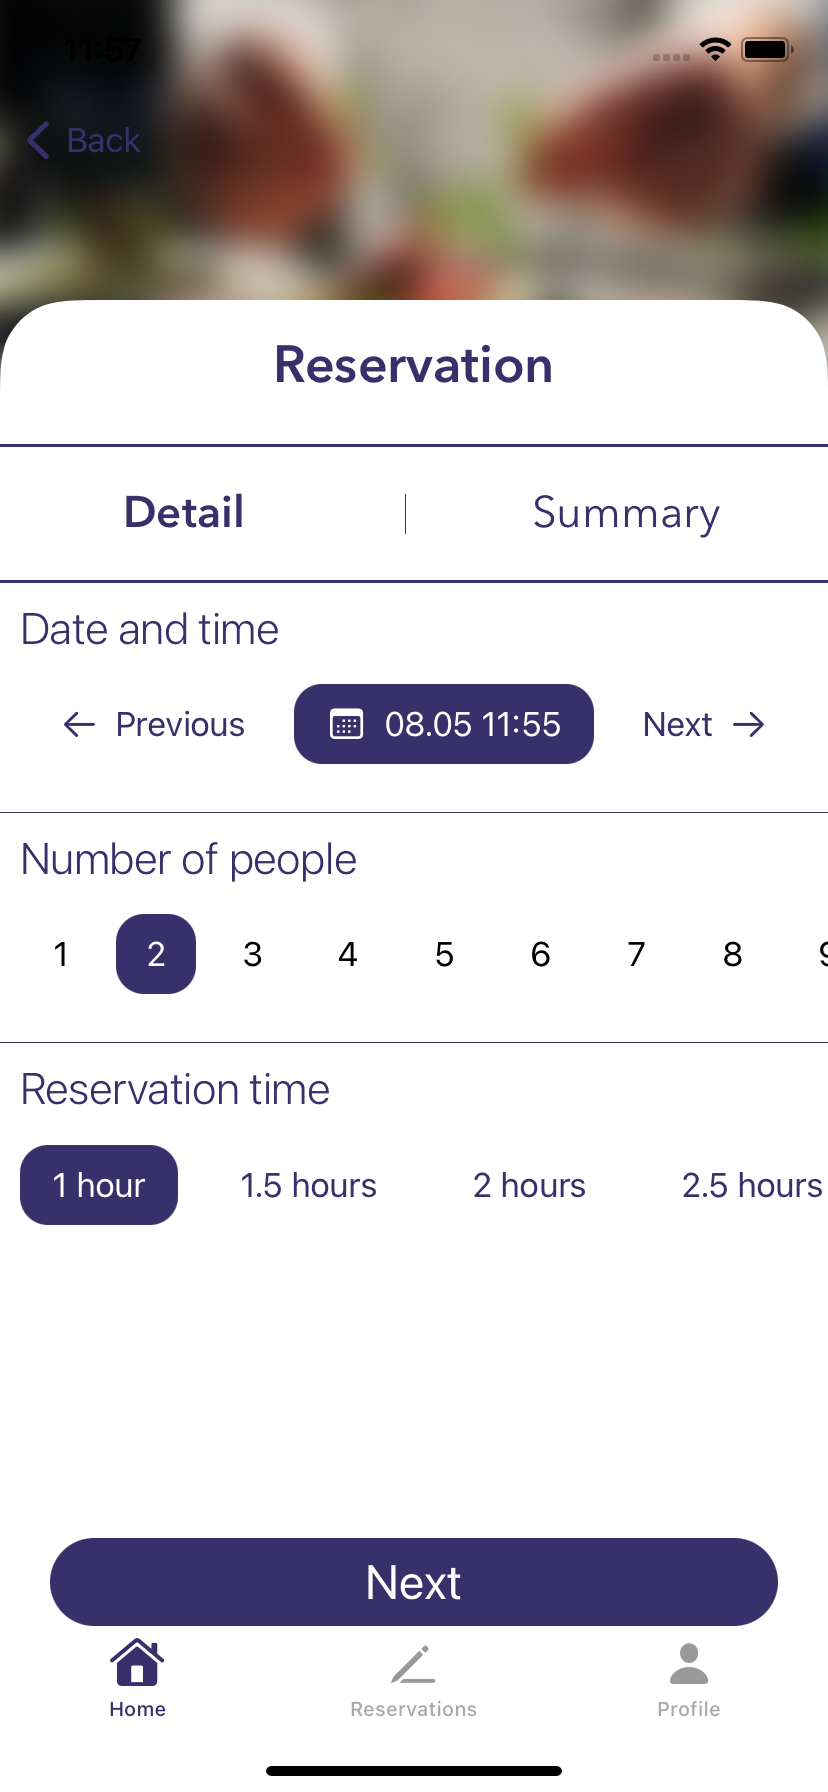 11:57
Back
Reservation
Detail
Summary
Date and time
Previous
08.05 11:55
Next
Number of people
1 2 3 4 5 6 7 8 9
Reservation time
1 hour 1.5 hours 2 hours 2.5 hours
Next
Home
Reservations
Profile